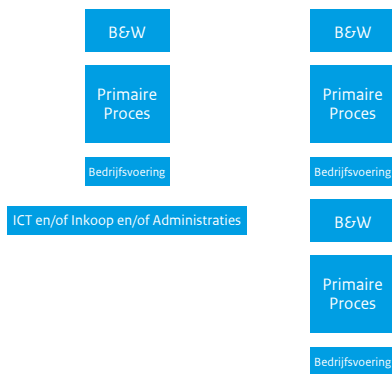 B&W
Primaire
Proces
Bedrijfsvoering
ICT en/of Inkoop en/of Administraties
B&W
Primaire
Proces
Bedrijfsvoering
B&W
Primaire
Proces
Bedrijfsvoering